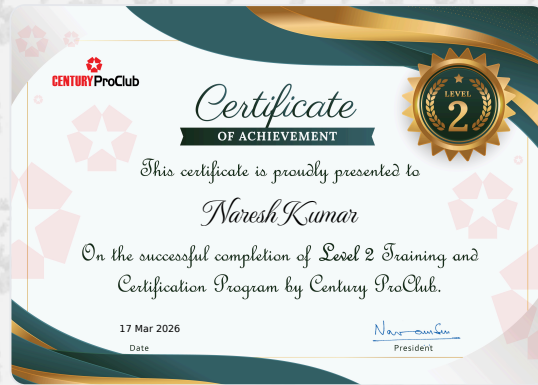 CENTURY ProClub
LEVEL
2
Certificate
OF ACHIEVEMENT
This certificate is proudly presented to
Naresh Kumar
On the successful completion of Level 2 Training and
Certification Program by Century ProClub.
17 Mar 2026
Date
President